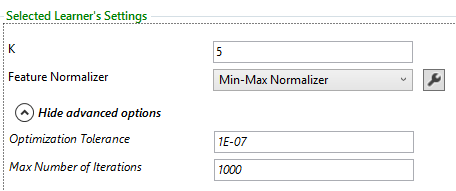 Selected Learner's Settings
K 5
Feature Normalizer Min-Max Normalizer
Hide advanced options
Optimization Tolerance 1E-07
Max Number of Iterations 1000